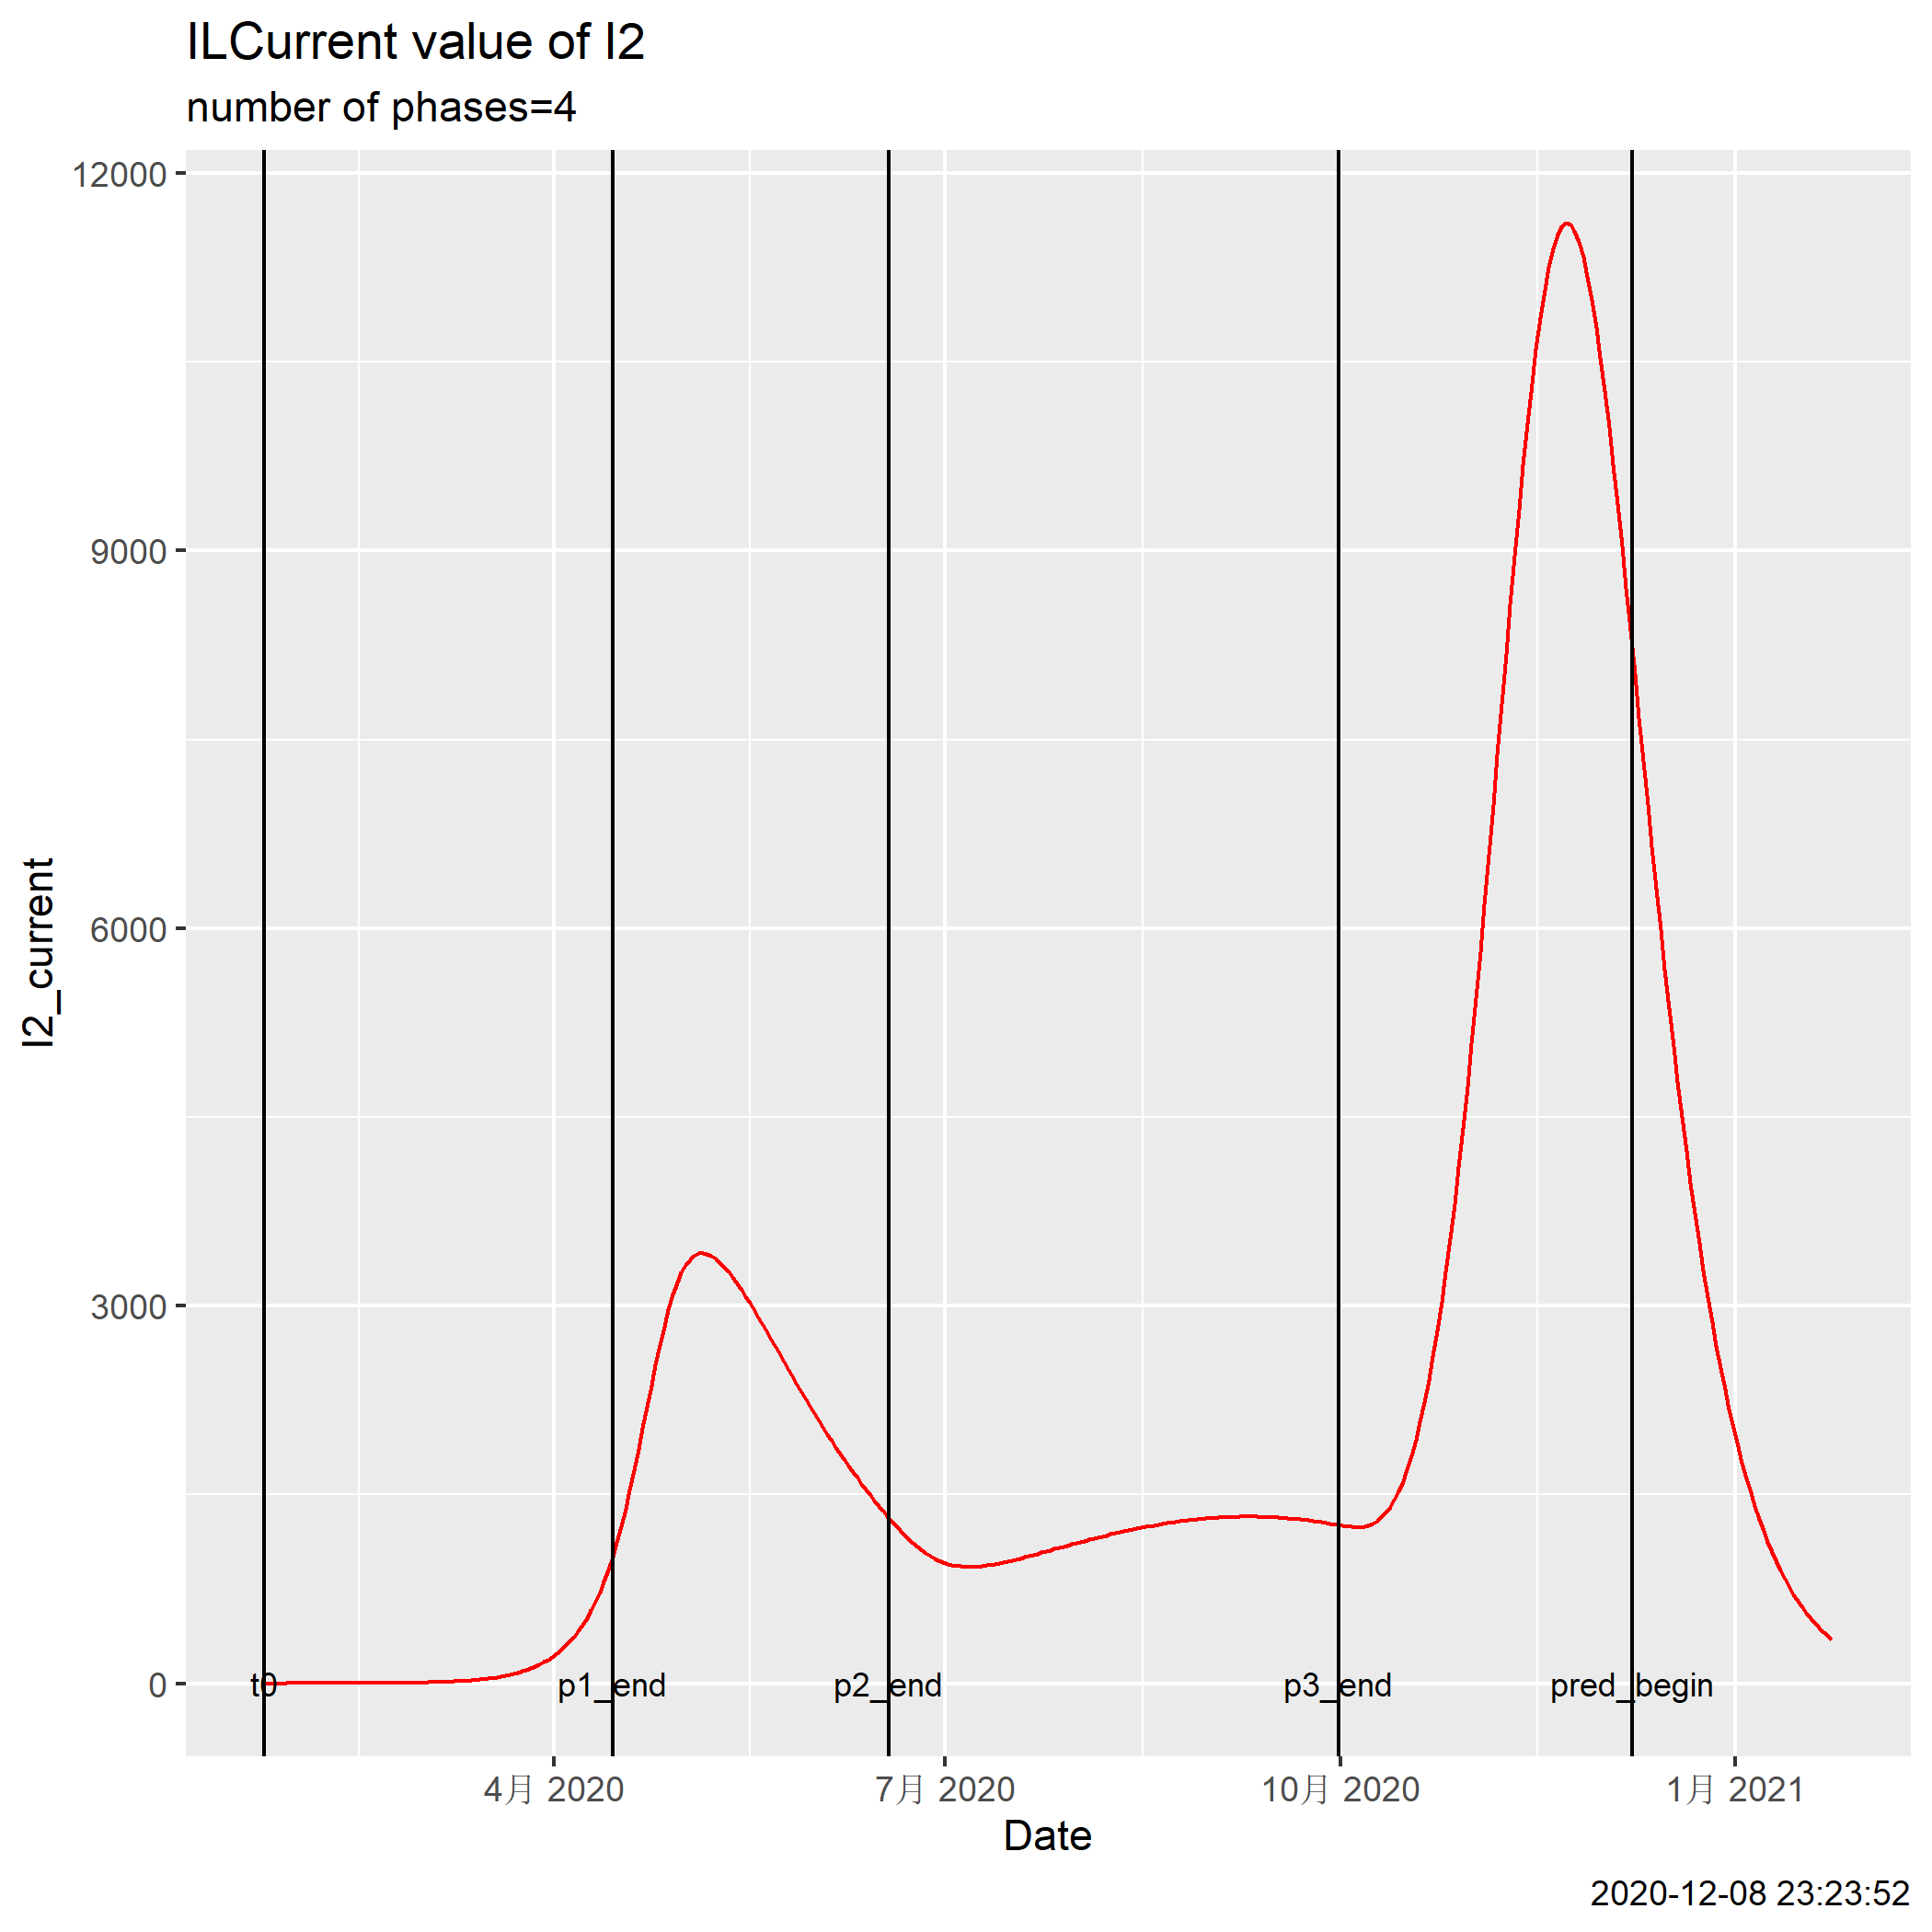 ILCurrent value of I2
number of phases=4
12000
9000
6000
3000
0
I2_current
t0
p1_end
p2_end
p3_end
pred_begin
4月 2020
7月 2020
10月 2020
1月 2021
Date
2020-12-08 23:23:52